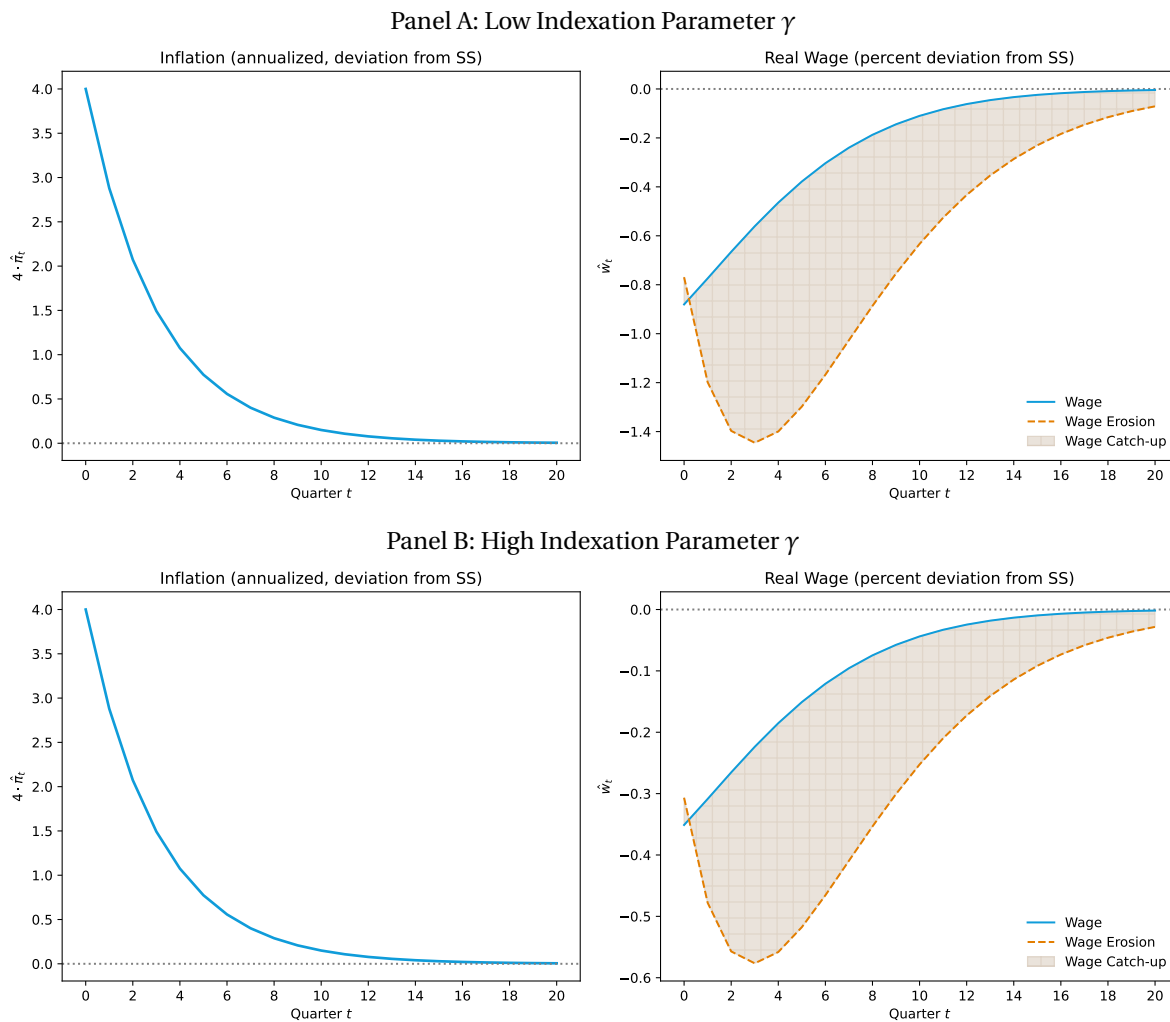 Panel A: Low Indexation Parameter γ
Inflation (annualized, deviation from SS)
4.0
3.5
3.0
2.5
2.0
1.5
1.0
0.5
0.0
4 · π̂ₜ
0 2 4 6 8 10 12 14 16 18 20
Quarter t
Real Wage (percent deviation from SS)
0.0
−0.2
−0.4
−0.6
−0.8
−1.0
−1.2
−1.4
ŵₜ
Wage
Wage Erosion
Wage Catch-up
0 2 4 6 8 10 12 14 16 18 20
Quarter t
Panel B: High Indexation Parameter γ
Inflation (annualized, deviation from SS)
4.0
3.5
3.0
2.5
2.0
1.5
1.0
0.5
0.0
4 · π̂ₜ
0 2 4 6 8 10 12 14 16 18 20
Quarter t
Real Wage (percent deviation from SS)
0.0
−0.1
−0.2
−0.3
−0.4
−0.5
−0.6
ŵₜ
Wage
Wage Erosion
Wage Catch-up
0 2 4 6 8 10 12 14 16 18 20
Quarter t